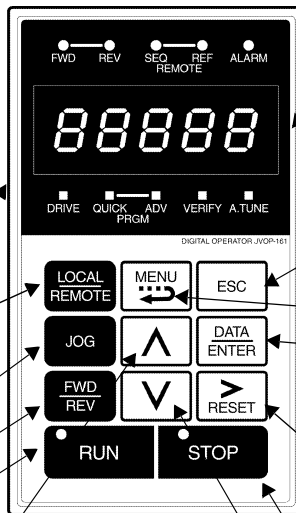 FWD REV SEQ REF ALARM
REMOTE
88888
DRIVE QUICK ADV VERIFY A.TUNE
PRGM
DIGITAL OPERATOR JVOP-161
LOCAL
REMOTE
MENU
ESC
JOG
DATA
ENTER
FWD
REV
>
RESET
RUN
STOP